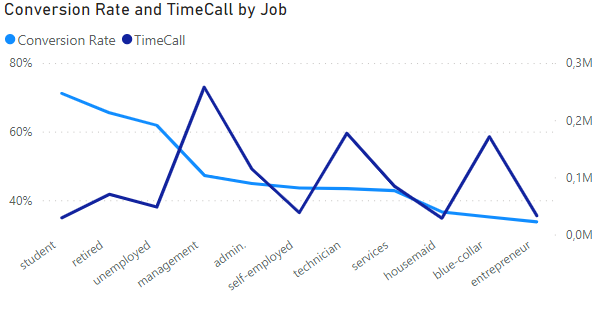 Conversion Rate and TimeCall by Job
Conversion Rate TimeCall
80%
60%
40%
0,3M
0,2M
0,1M
0,0M
student
retired
unemployed
management
admin.
self-employed
technician
services
housemaid
blue-collar
entrepreneur